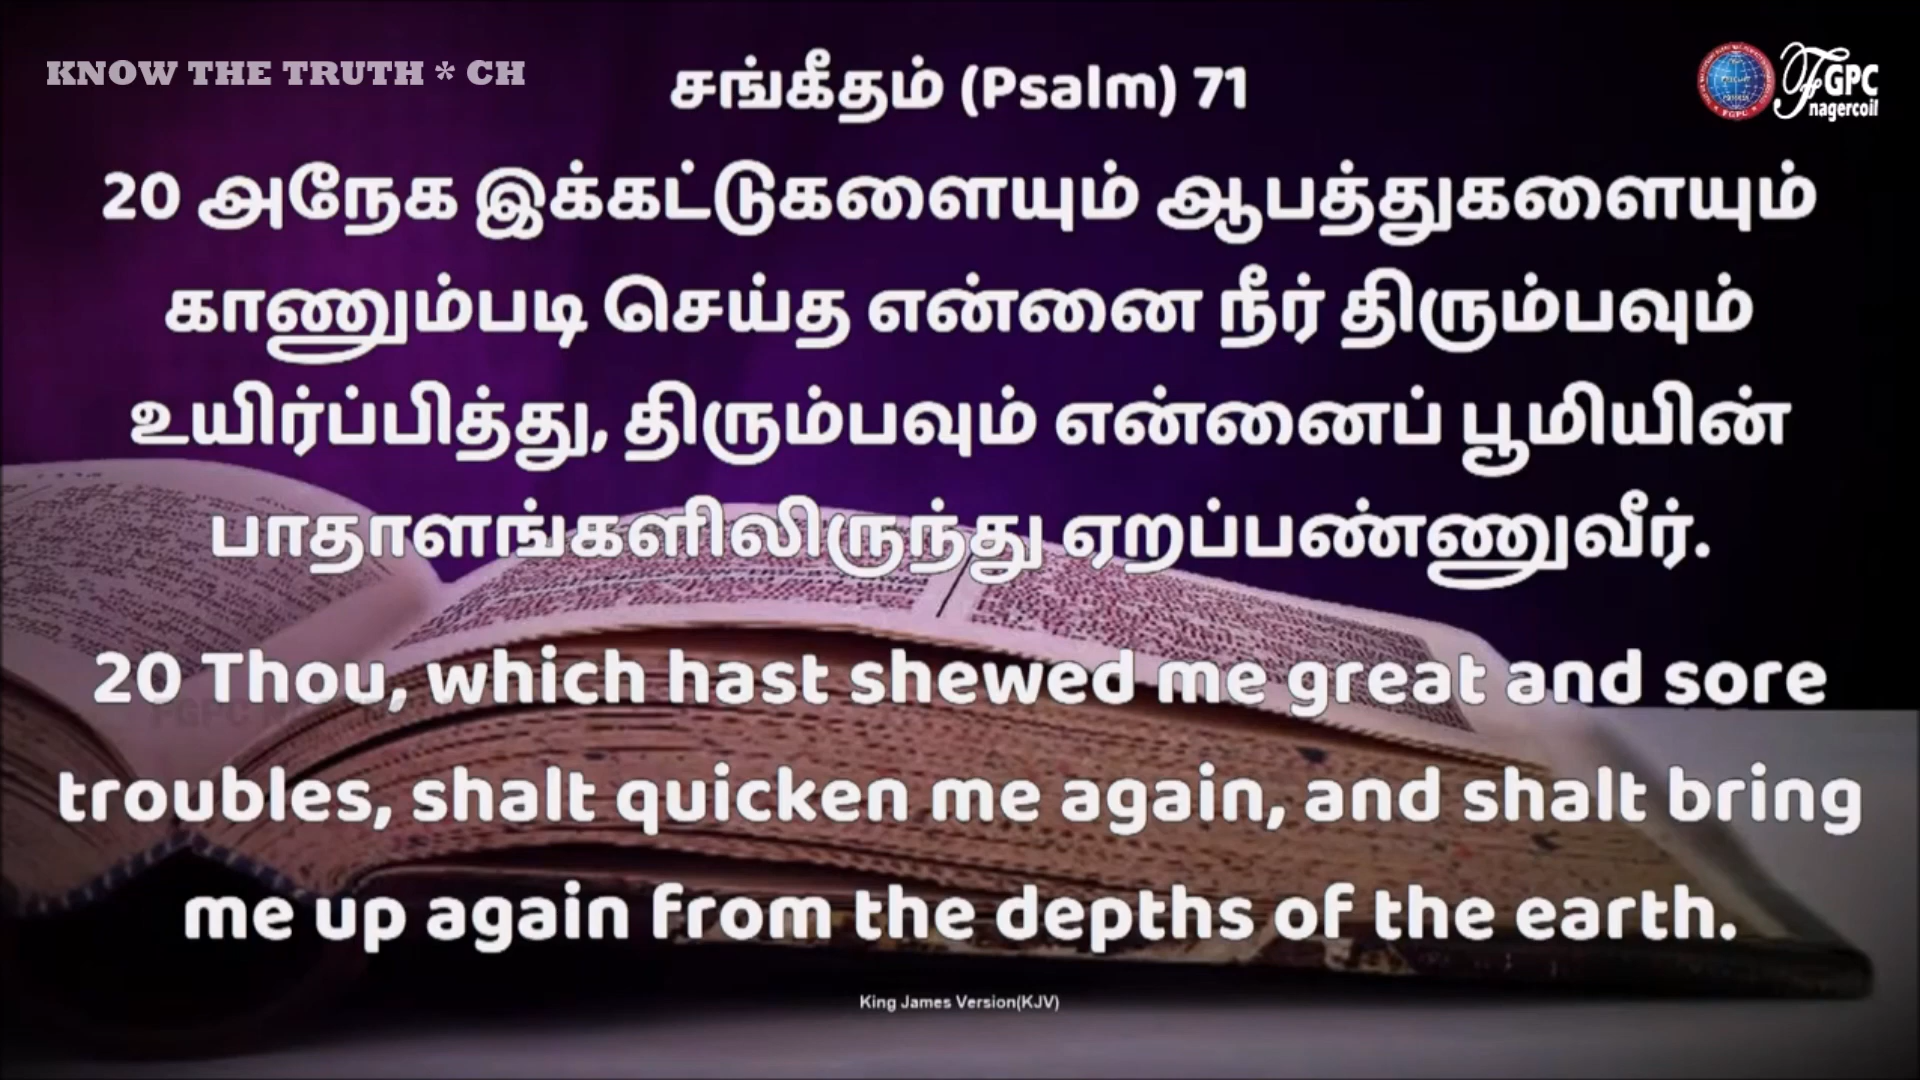 KNOW THE TRUTH * CH
சங்கீதம் (Psalm) 71
FGPC
nagercoil
20 அநேக இக்கட்டுகளையும் ஆபத்துகளையும்
காணும்படி செய்த என்னை நீர் திரும்பவும்
உயிர்ப்பித்து, திரும்பவும் என்னைப் பூமியின்
பாதாளங்களிலிருந்து ஏறப்பண்ணுவீர்.
20 Thou, which hast shewed me great and sore
troubles, shalt quicken me again, and shalt bring
me up again from the depths of the earth.
King James Version(KJV)